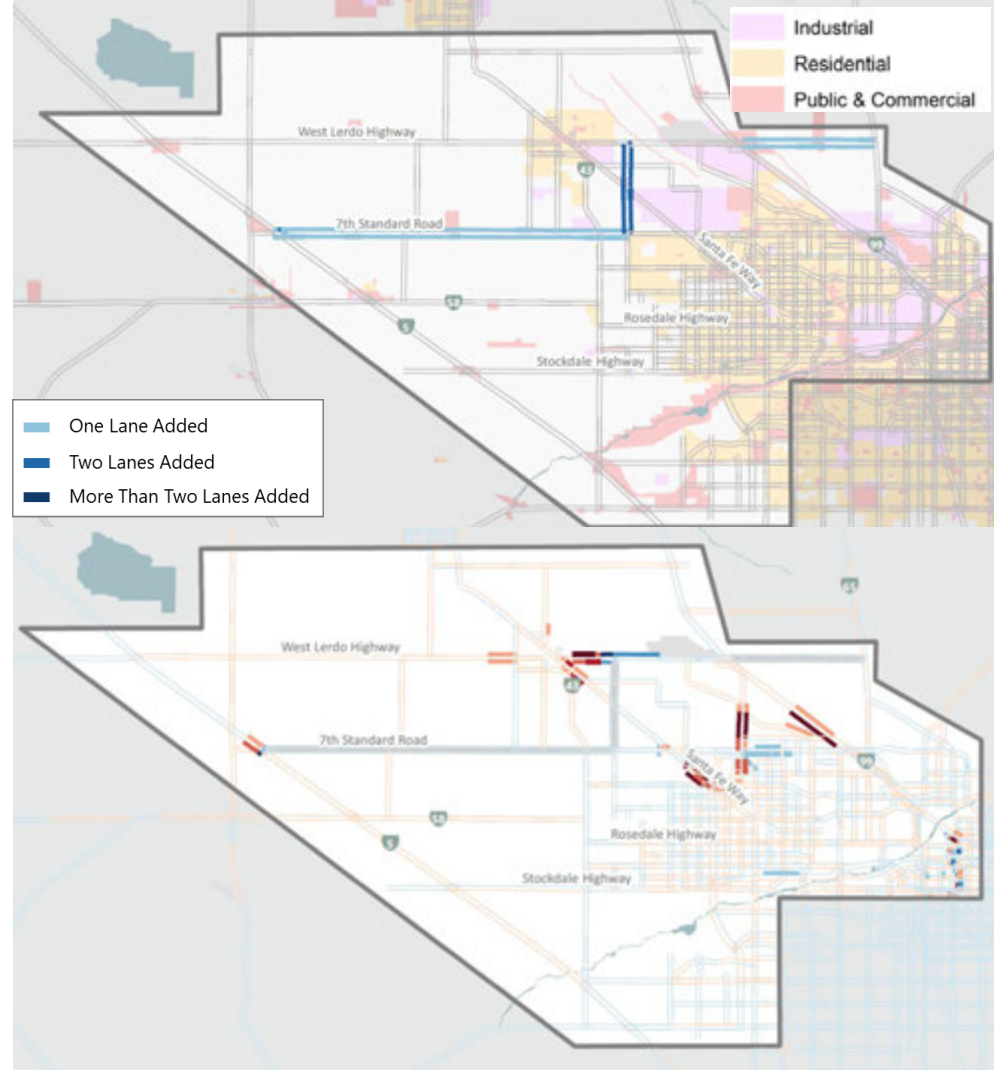 Industrial
Residential
Public & Commercial
West Lerdo Highway
43
7th Standard Road
Santa Fe Way
99
58
Rosedale Highway
5
Stockdale Highway
One Lane Added
Two Lanes Added
More Than Two Lanes Added
65
West Lerdo Highway
43
7th Standard Road
Santa Fe Way
99
58
Rosedale Highway
5
Stockdale Highway